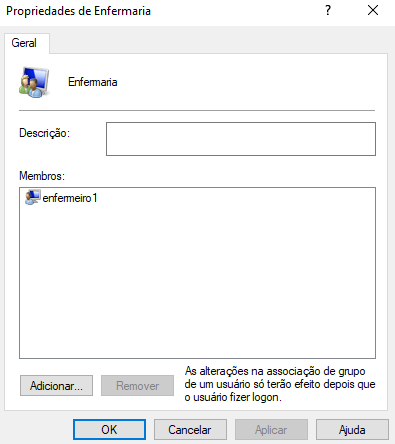 Propriedades de Enfermaria
Geral
Enfermaria
Descrição:
Membros:
enfermeiro1
Adicionar...
Remover
As alterações na associação de grupo
de um usuário só terão efeito depois que
o usuário fizer logon.
OK
Cancelar
Aplicar
Ajuda